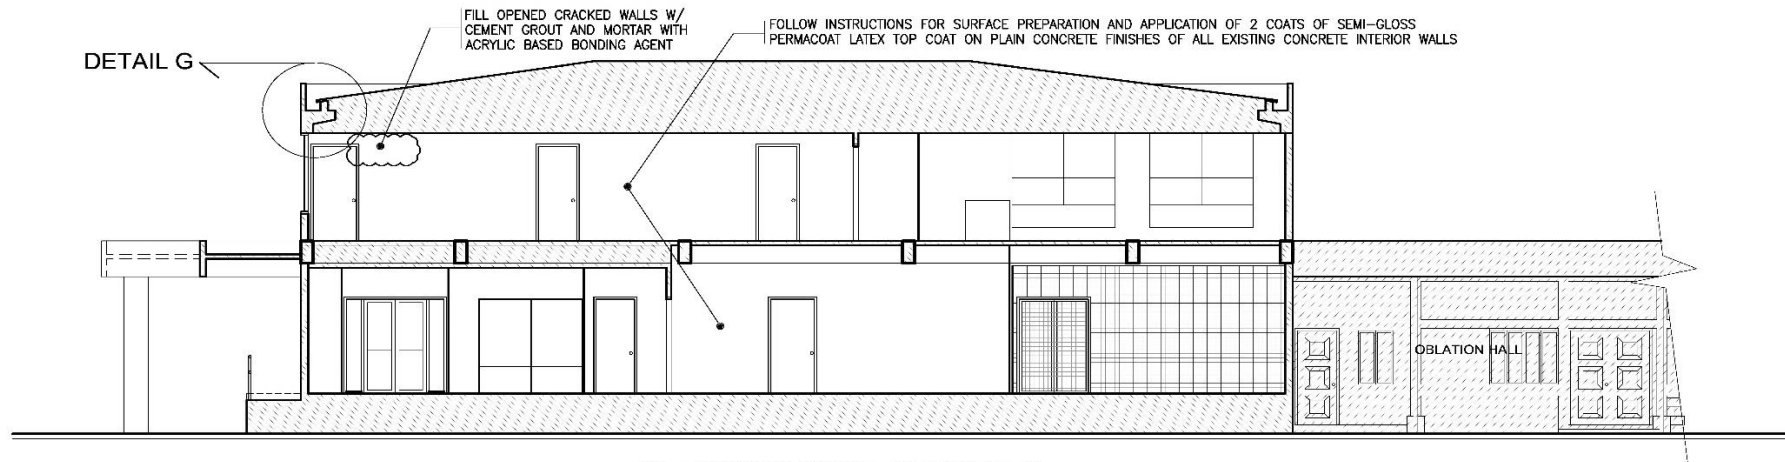 FILL OPENED CRACKED WALLS W/
CEMENT GROUT AND MORTAR WITH
ACRYLIC BASED BONDING AGENT
FOLLOW INSTRUCTIONS FOR SURFACE PREPARATION AND APPLICATION OF 2 COATS OF SEMI-GLOSS
PERMACOAT LATEX TOP COAT ON PLAIN CONCRETE FINISHES OF ALL EXISTING CONCRETE INTERIOR WALLS
DETAIL G
OBLATION HALL